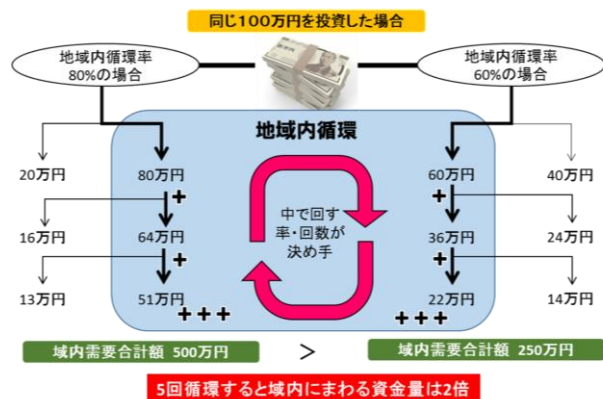 同じ100万円を投資した場合
地域内循環率
80%の場合
地域内循環率
60%の場合
地域内循環
20万円
80万円
60万円
40万円
+
+
中で回す
率・回数が
決め手
16万円
64万円
36万円
24万円
+
+
13万円
51万円
22万円
14万円
+++
+++
域内需要合計額 500万円
>
域内需要合計額 250万円
5回循環すると域内にまわる資金量は2倍